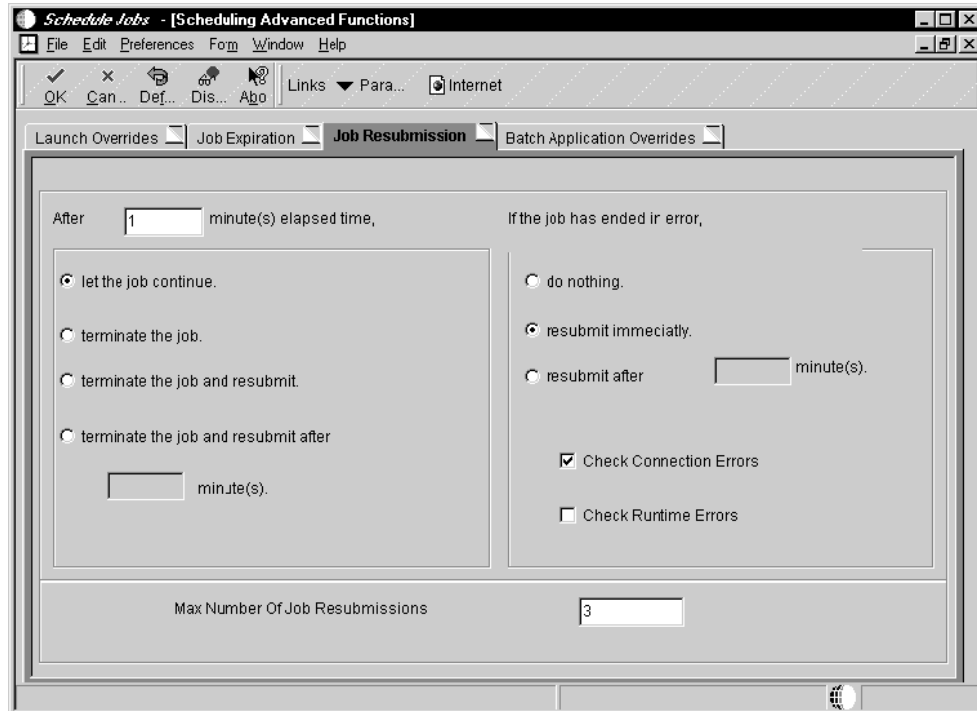 Schedule Jobs - [Scheduling Advanced Functions]
File Edit Preferences Form Window Help
OK Can .. Def... Dis... Abo Links Para... Internet
Launch Overrides Job Expiration Job Resubmission Batch Application Overrides
After 1 minute(s) elapsed time, If the job has ended in error,
let the job continue. do nothing.
terminate the job. resubmit immeciatly.
terminate the job and resubmit. resubmit after minute(s).
terminate the job and resubmit after
minute(s).
Check Connection Errors
Check Runtime Errors
Max Number Of Job Resubmissions 3